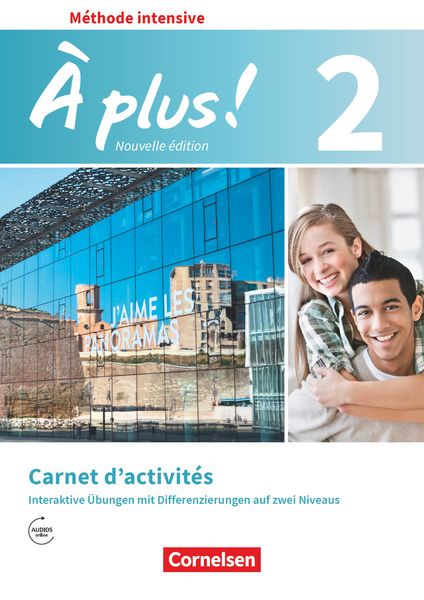 Méthode intensive
À plus!
2
Nouvelle édition
J'AIME LES
PANORAMAS
Carnet d'activités
Interaktive Übungen mit Differenzierungen auf zwei Niveaus
AUDIOS
online
Cornelsen